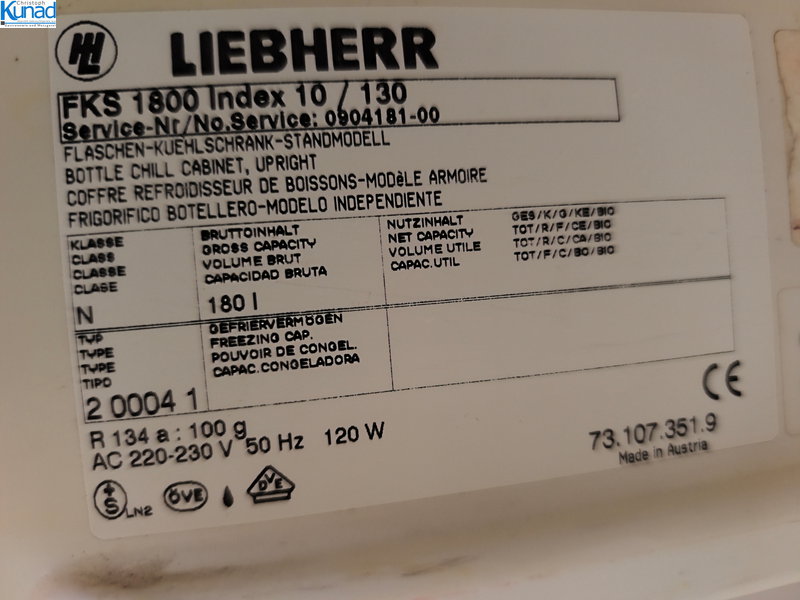 Christoph
Kunad
LIEBHERR
FKS 1800 Index 10 / 130
Service-Nr/No.Service: 0904181-00
FLASCHEN-KUEHLSCHRANK-STANDMODELL
BOTTLE CHILL CABINET, UPRIGHT
COFFRE REFROIDISSEUR DE BOISSONS-MODèLE ARMOIRE
FRIGORIFICO BOTELLERO-MODELO INDEPENDIENTE
KLASSE
CLASS
CLASSE
CLASE
N
BRUTTOINHALT
GROSS CAPACITY
VOLUME BRUT
CAPACIDAD BRUTA
180 l
NUTZINHALT
NET CAPACITY
VOLUME UTILE
CAPAC.UTIL
GES/K/G/KE/BIO
TOT/R/F/CE/BIO
TOT/R/C/CA/BIO
TOT/F/C/BO/BIO
TYP
TYPE
TYPE
TIPO
2 0004 1
GEFRIERVERMÖGEN
FREEZING CAP.
POUVOIR DE CONGEL.
CAPAC.CONGELADORA
R 134 a : 100 g
AC 220-230 V 50 Hz 120 W
CE
73.107.351.9
Made in Austria
S LN2
ÖVE
DVE